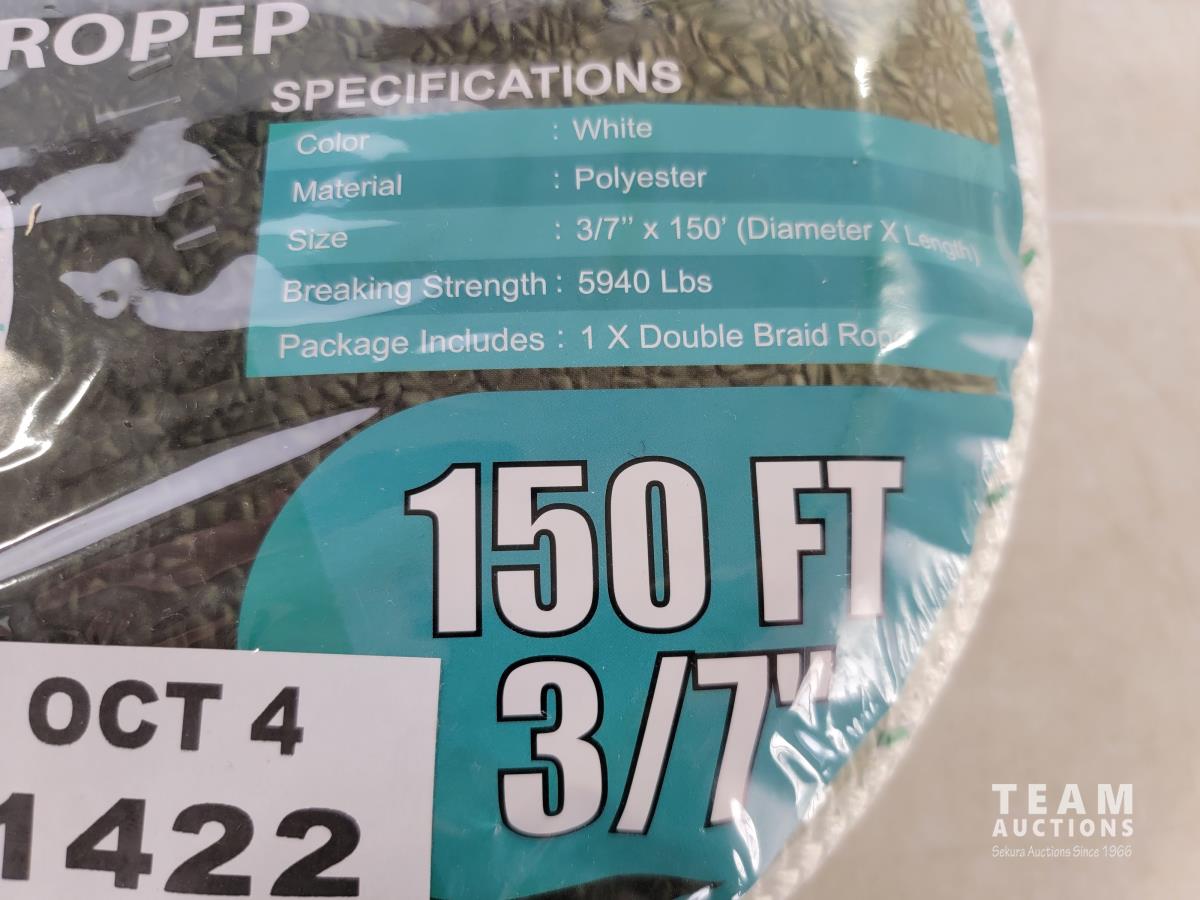 ROPEP
SPECIFICATIONS
Color : White
Material : Polyester
Size : 3/7” x 150’ (Diameter X Length)
Breaking Strength : 5940 Lbs
Package Includes : 1 X Double Braid Rope
150 FT
3/7"
OCT 4
1422
TEAM
AUCTIONS
Sekura Auctions Since 1966